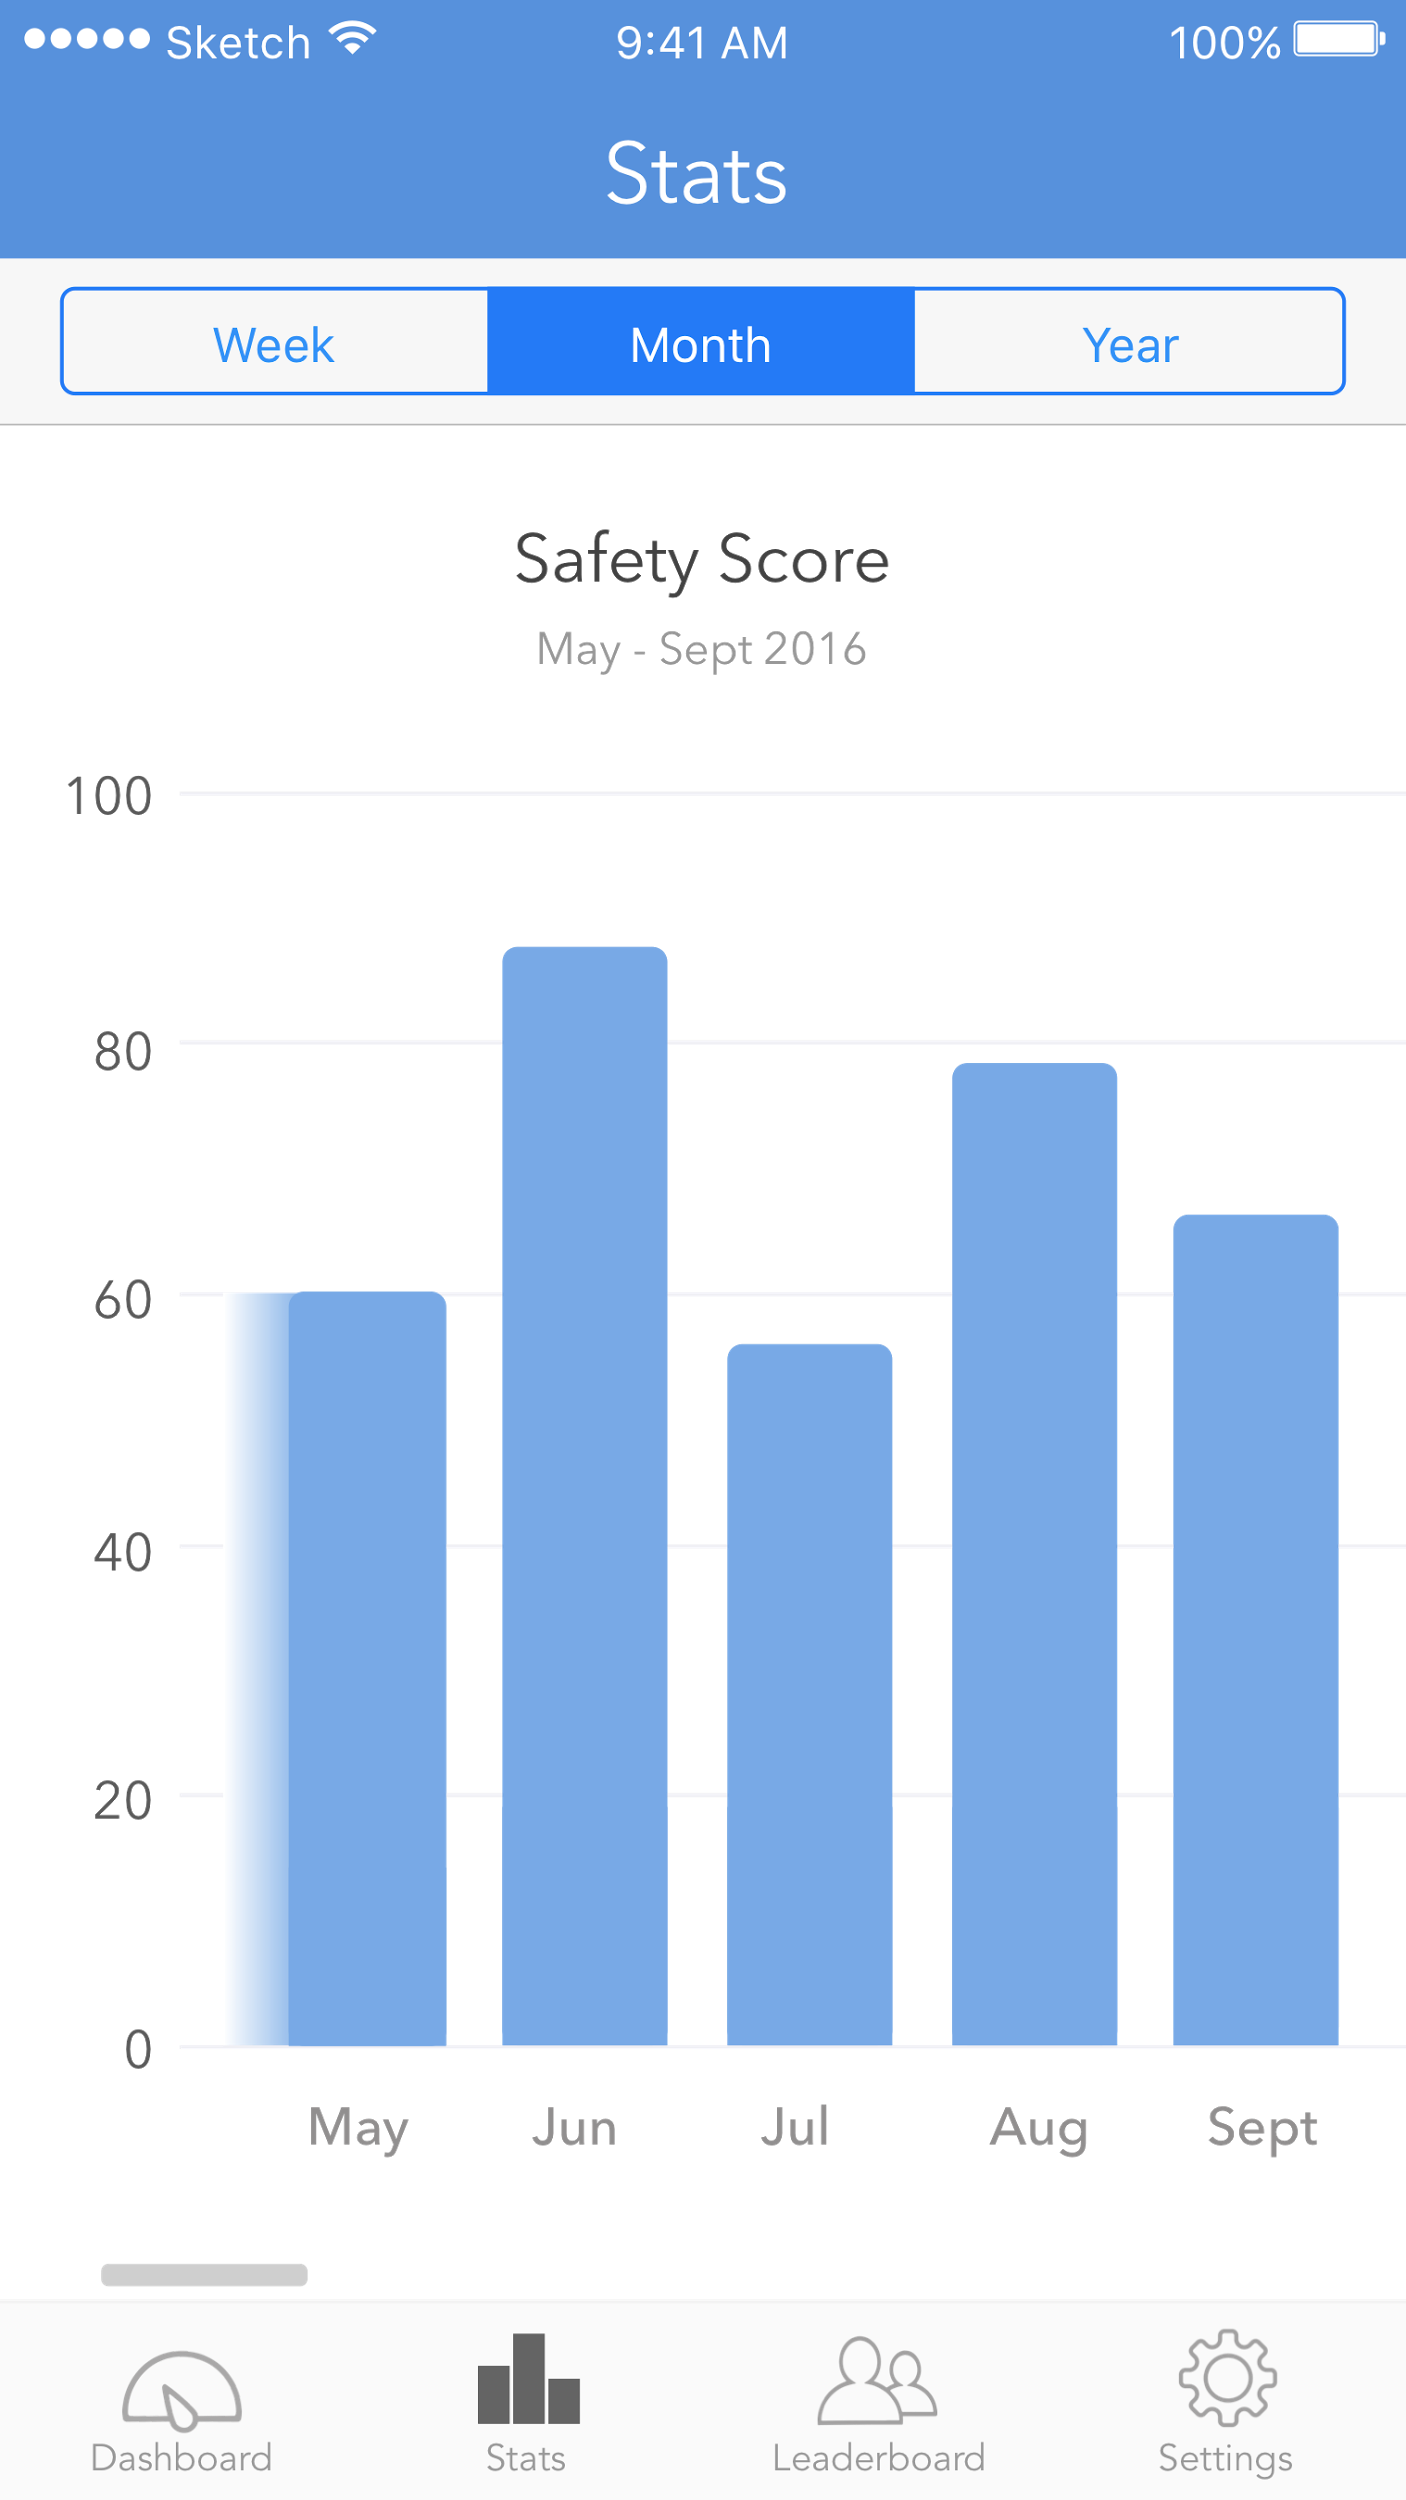 Sketch 9:41 AM 100%
Stats
Week Month Year
Safety Score
May - Sept 2016
100
80
60
40
20
0
May Jun Jul Aug Sept
Dashboard Stats Leaderboard Settings